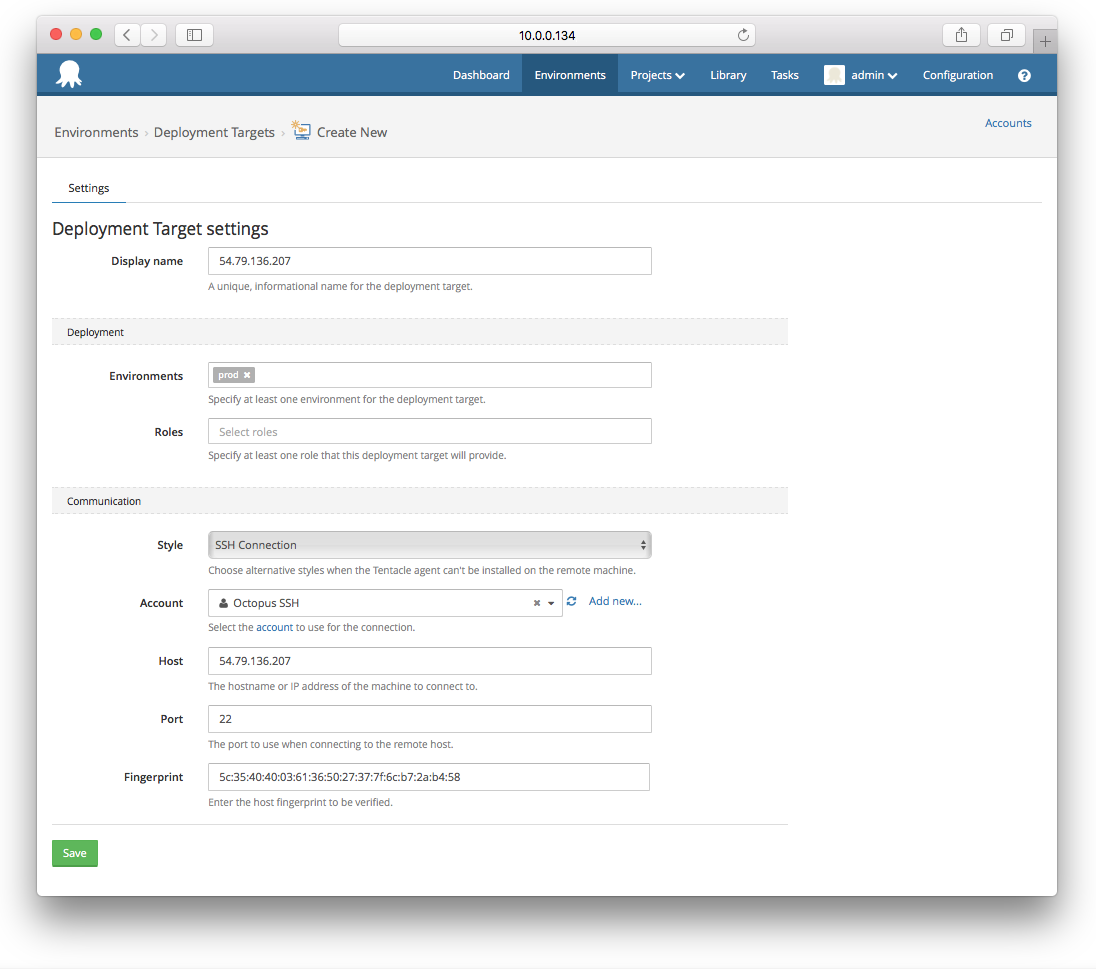 10.0.0.134
Dashboard Environments Projects Library Tasks admin Configuration ?
Environments › Deployment Targets › Create New
Accounts
Settings
Deployment Target settings
Display name 54.79.136.207
A unique, informational name for the deployment target.
Deployment
Environments prod ×
Specify at least one environment for the deployment target.
Roles Select roles
Specify at least one role that this deployment target will provide.
Communication
Style SSH Connection
Choose alternative styles when the Tentacle agent can't be installed on the remote machine.
Account Octopus SSH × Add new...
Select the account to use for the connection.
Host 54.79.136.207
The hostname or IP address of the machine to connect to.
Port 22
The port to use when connecting to the remote host.
Fingerprint 5c:35:40:40:03:61:36:50:27:37:7f:6c:b7:2a:b4:58
Enter the host fingerprint to be verified.
Save